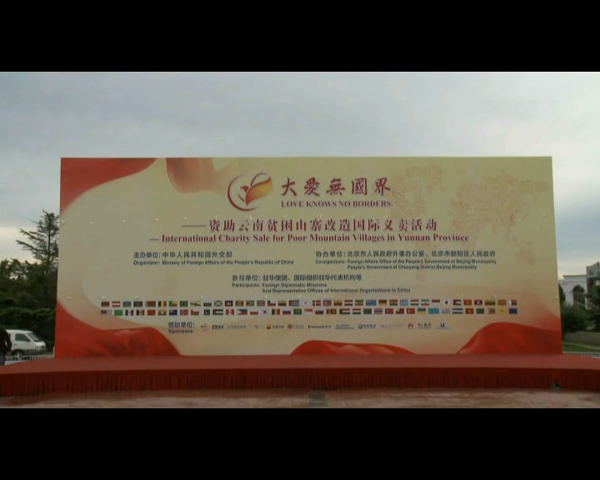 大愛無國界
LOVE KNOWS NO BORDERS
——资助云南贫困山寨改造国际义卖活动
—International Charity Sale for Poor Mountain Villages in Yunnan Province
主办单位: 中华人民共和国外交部
Organizer: Ministry of Foreign Affairs of the People's Republic of China
协办单位: 北京市人民政府外事办公室、北京市朝阳区人民政府
Coorganizers: Foreign Affairs Office of the People's Government of Beijing Municipality
People's Government of Chaoyang District,Beijing Municipality
参与单位: 驻华使团、国际组织驻华代表机构等
Participants: Foreign Diplomatic Missions
And Representative Offices of International Organizations in China
赞助单位:
Sponsors: